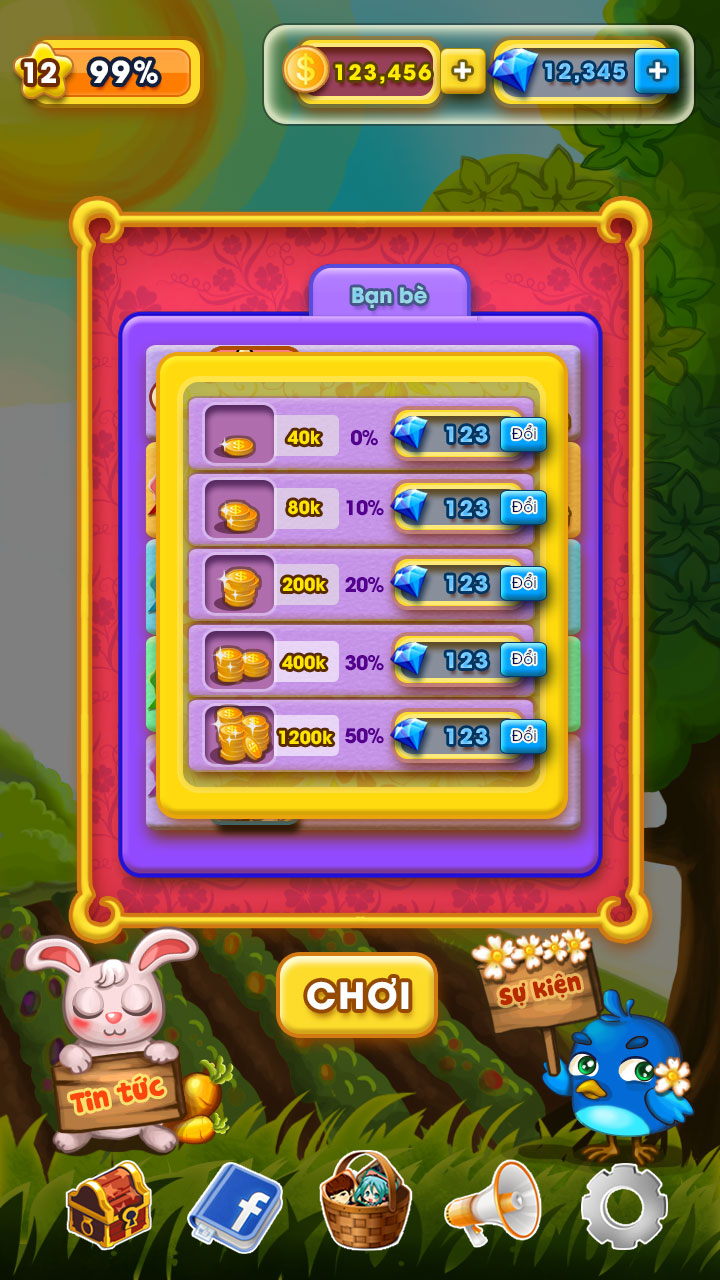 12 99% 123,456 + 12,345 +
Bạn bè
40k 0% 123 Đổi
80k 10% 123 Đổi
200k 20% 123 Đổi
400k 30% 123 Đổi
1200k 50% 123 Đổi
CHƠI
Sự kiện
Tin tức
f